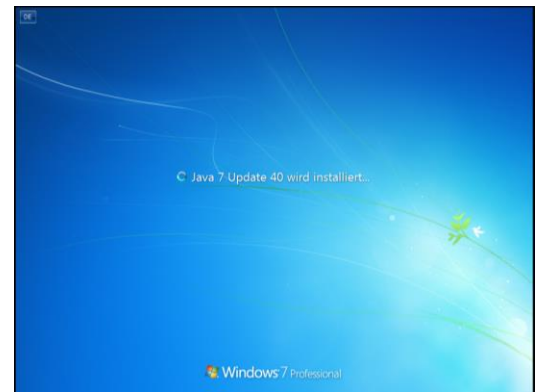 DE
Java 7 Update 40 wird installiert...
Windows 7 Professional